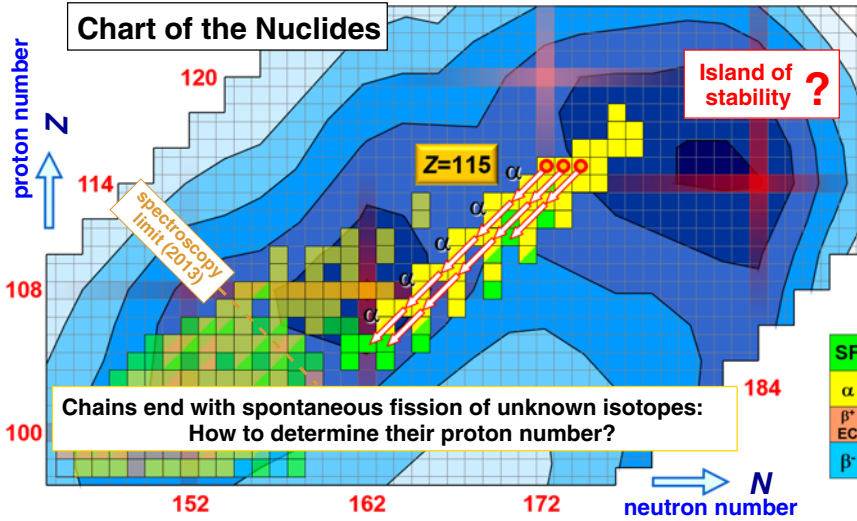 Chart of the Nuclides
Island of
stability ?
proton number
Z
120
114
108
100
Z=115
α
α
α
α
α
spectroscopy
limit (2013)
SF
α
β+
EC
β-
184
Chains end with spontaneous fission of unknown isotopes:
How to determine their proton number?
152
162
172
N
neutron number